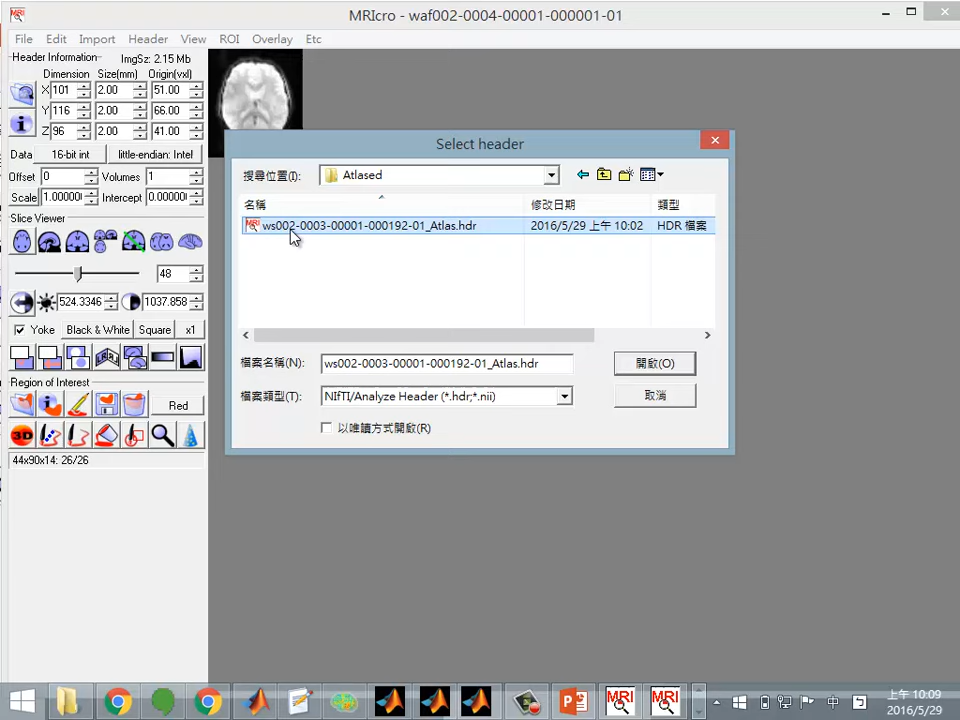 MRIcro - waf002-0004-00001-000001-01
File Edit Import Header View ROI Overlay Etc
Header Information ImgSz: 2.15 Mb
Dimension Size(mm) Origin(vxl)
X 101 2.00 51.00
Y 116 2.00 66.00
Z 96 2.00 41.00
Data 16-bit int little-endian: Intel
Offset 0 Volumes 1
Scale 1.00000 Intercept 0.00000
Slice Viewer
48
524.3346 1037.858
Yoke Black & White Square x1
Region of Interest
Red
3D
44x90x14: 26/26
Select header
搜尋位置(I): Atlased
名稱 修改日期 類型
ws002-0003-00001-000192-01_Atlas.hdr 2016/5/29 上午 10:02 HDR 檔案
檔案名稱(N): ws002-0003-00001-000192-01_Atlas.hdr 開啟(O)
檔案類型(T): NIfTI/Analyze Header (*.hdr;*.nii) 取消
以唯讀方式開啟(R)
MRI MRI 中 上午 10:09
2016/5/29